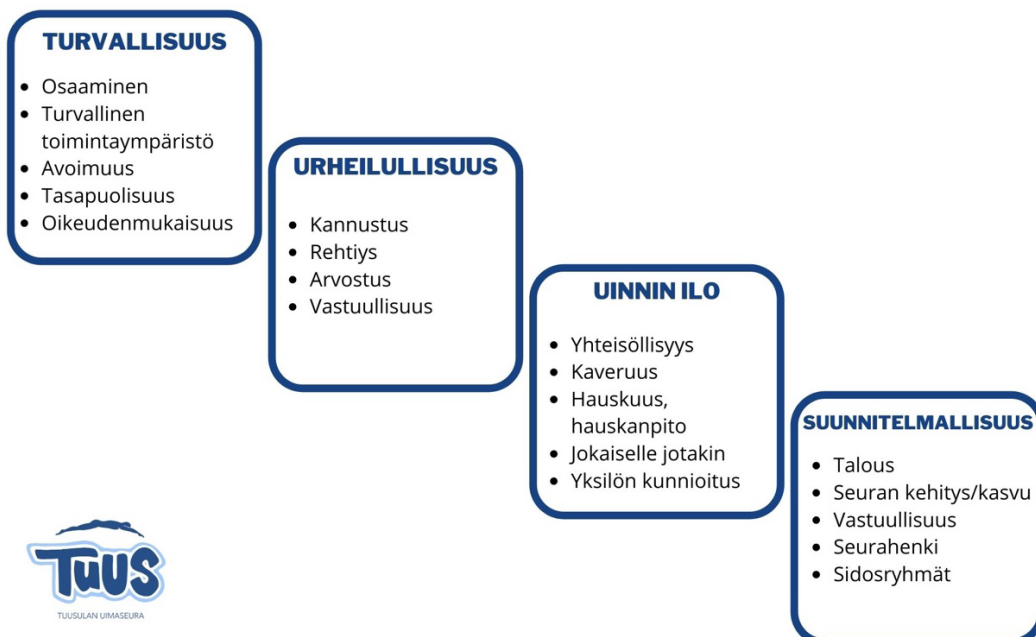 TURVALLISUUS
• Osaaminen
• Turvallinen
toimintaympäristö
• Avoimuus
• Tasapuolisuus
• Oikeudenmukaisuus
URHEILULLISUUS
• Kannustus
• Rehtiys
• Arvostus
• Vastuullisuus
UINNIN ILO
• Yhteisöllisyys
• Kaveruus
• Hauskuus,
hauskanpito
• Jokaiselle jotakin
• Yksilön kunnioitus
SUUNNITELMALLISUUS
• Talous
• Seuran kehitys/kasvu
• Vastuullisuus
• Seurahenki
• Sidosryhmät
TUUS
TUUSULAN UIMASEURA